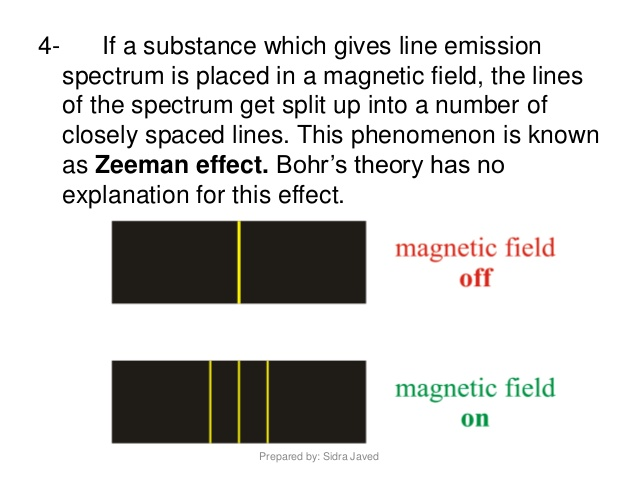 4- If a substance which gives line emission
spectrum is placed in a magnetic field, the lines
of the spectrum get split up into a number of
closely spaced lines. This phenomenon is known
as Zeeman effect. Bohr’s theory has no
explanation for this effect.
magnetic field
off
magnetic field
on
Prepared by: Sidra Javed